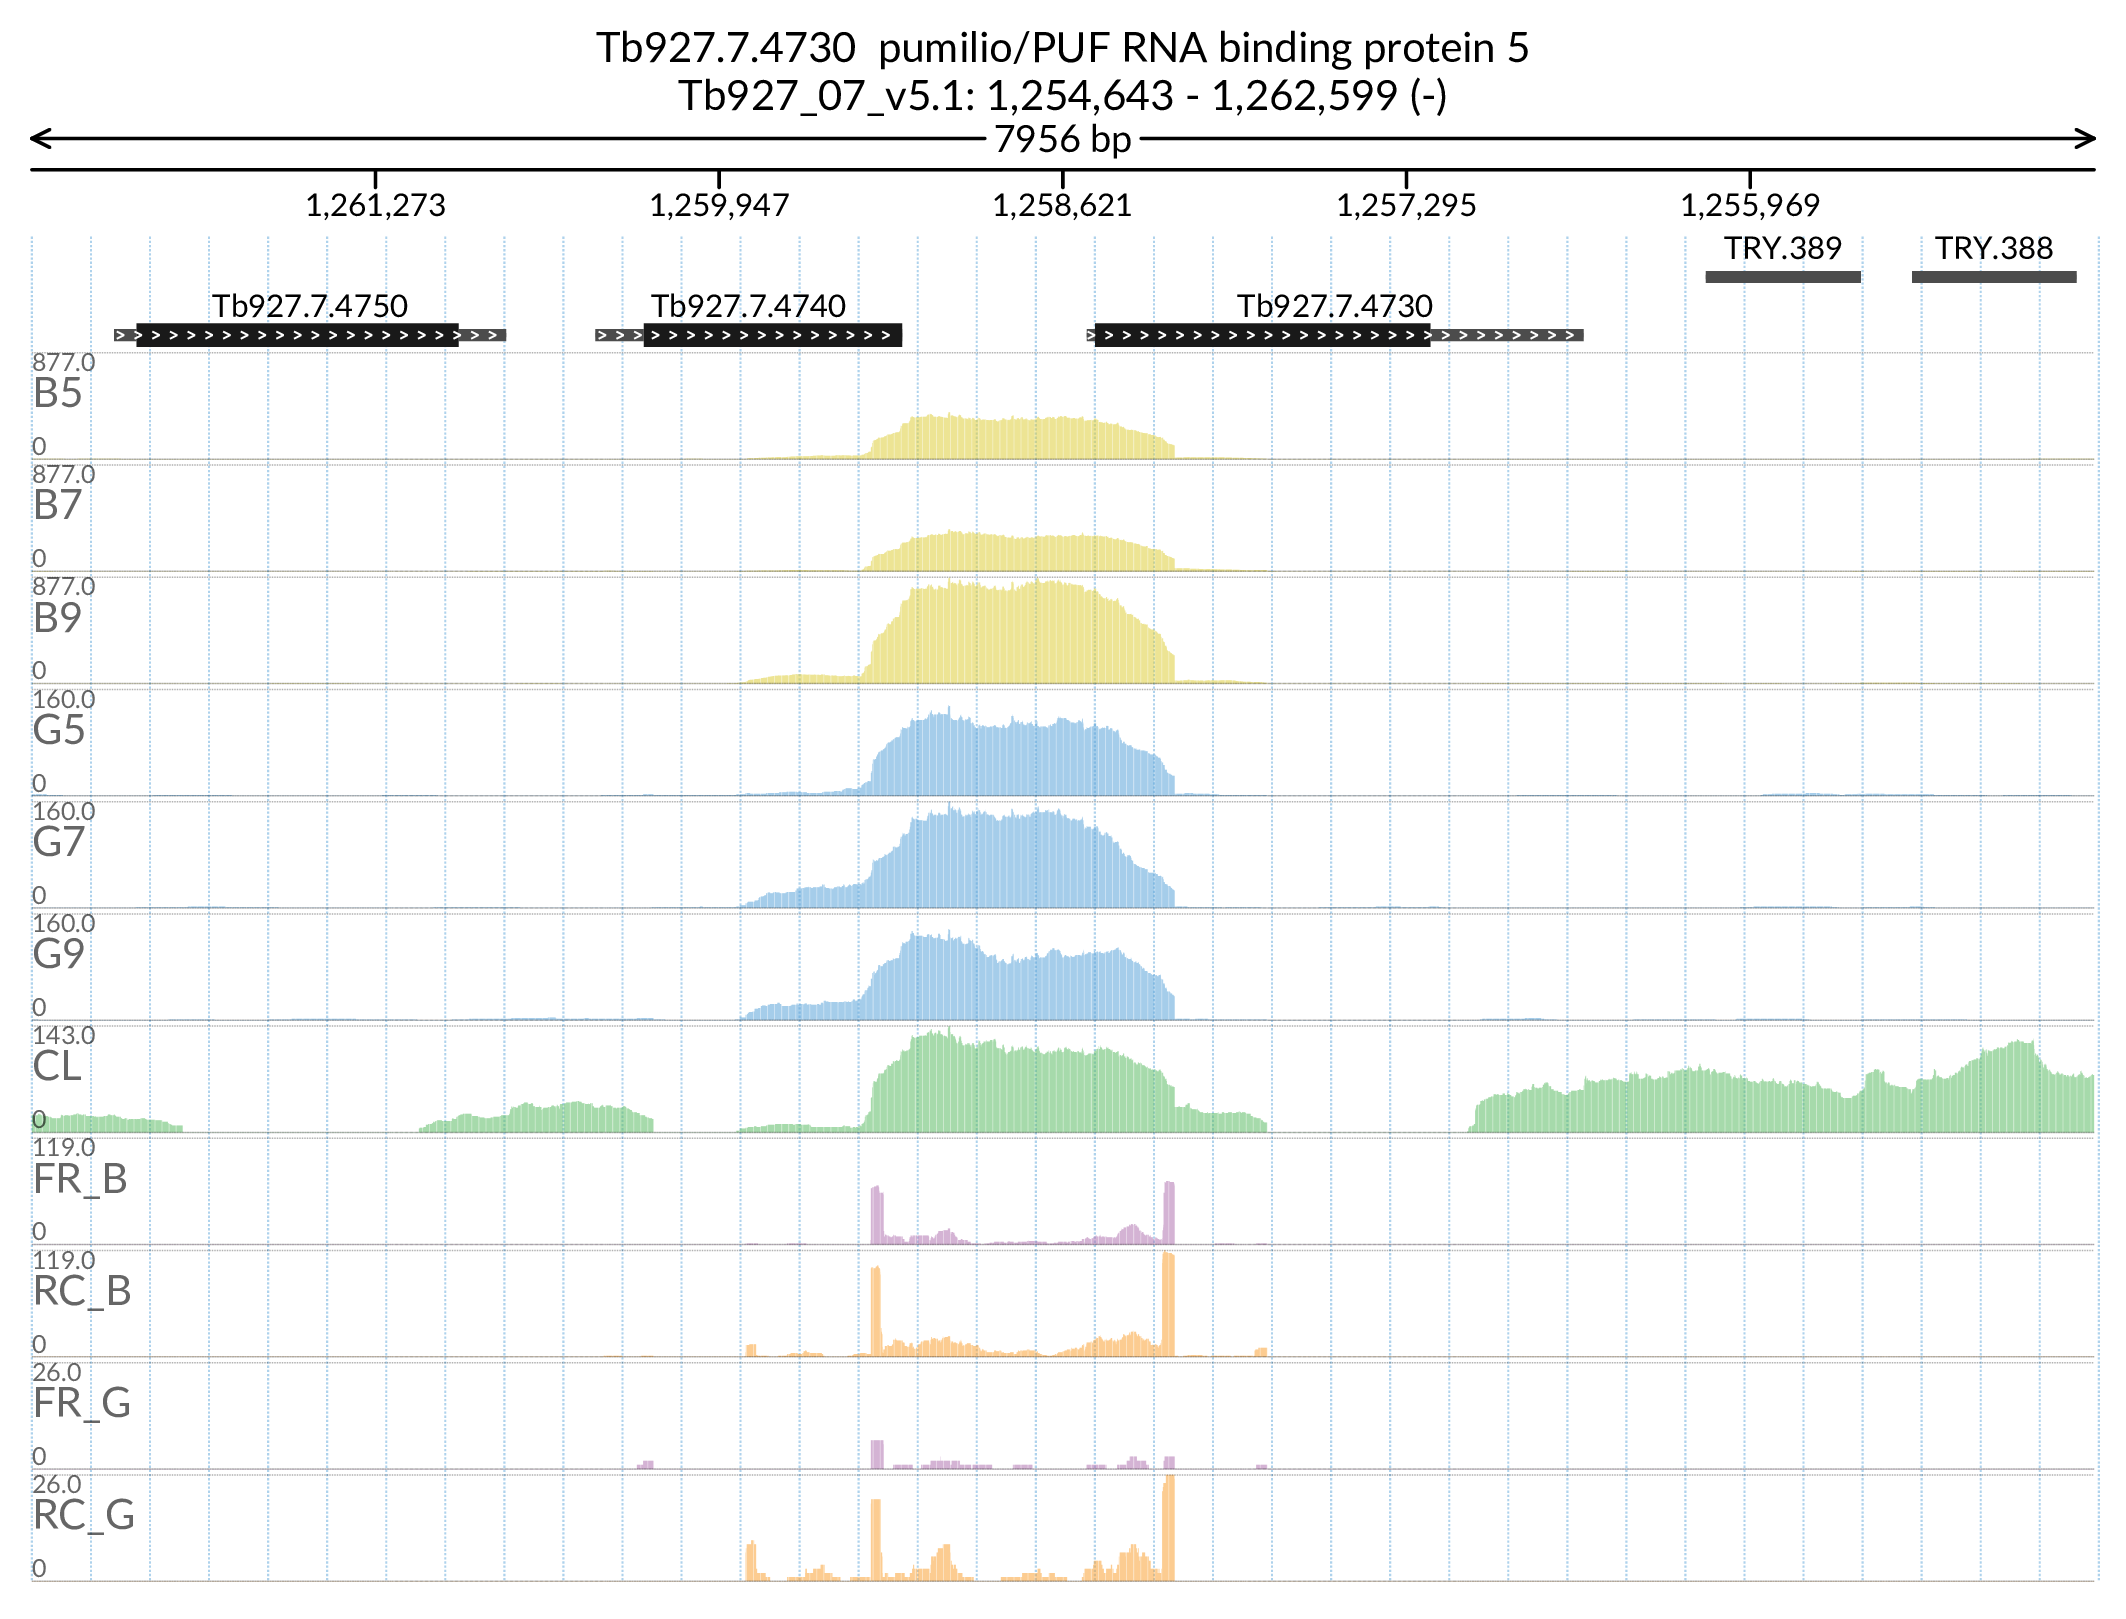 Tb927.7.4730 pumilio/PUF RNA binding protein 5
Tb927_07_v5.1: 1,254,643 - 1,262,599 (-)
7956 bp
1,261,273 1,259,947 1,258,621 1,257,295 1,255,969
TRY.389 TRY.388
Tb927.7.4750 Tb927.7.4740 Tb927.7.4730
877.0
B5
0
877.0
B7
0
877.0
B9
0
160.0
G5
0
160.0
G7
0
160.0
G9
0
143.0
CL
0
119.0
FR_B
0
119.0
RC_B
0
26.0
FR_G
0
26.0
RC_G
0